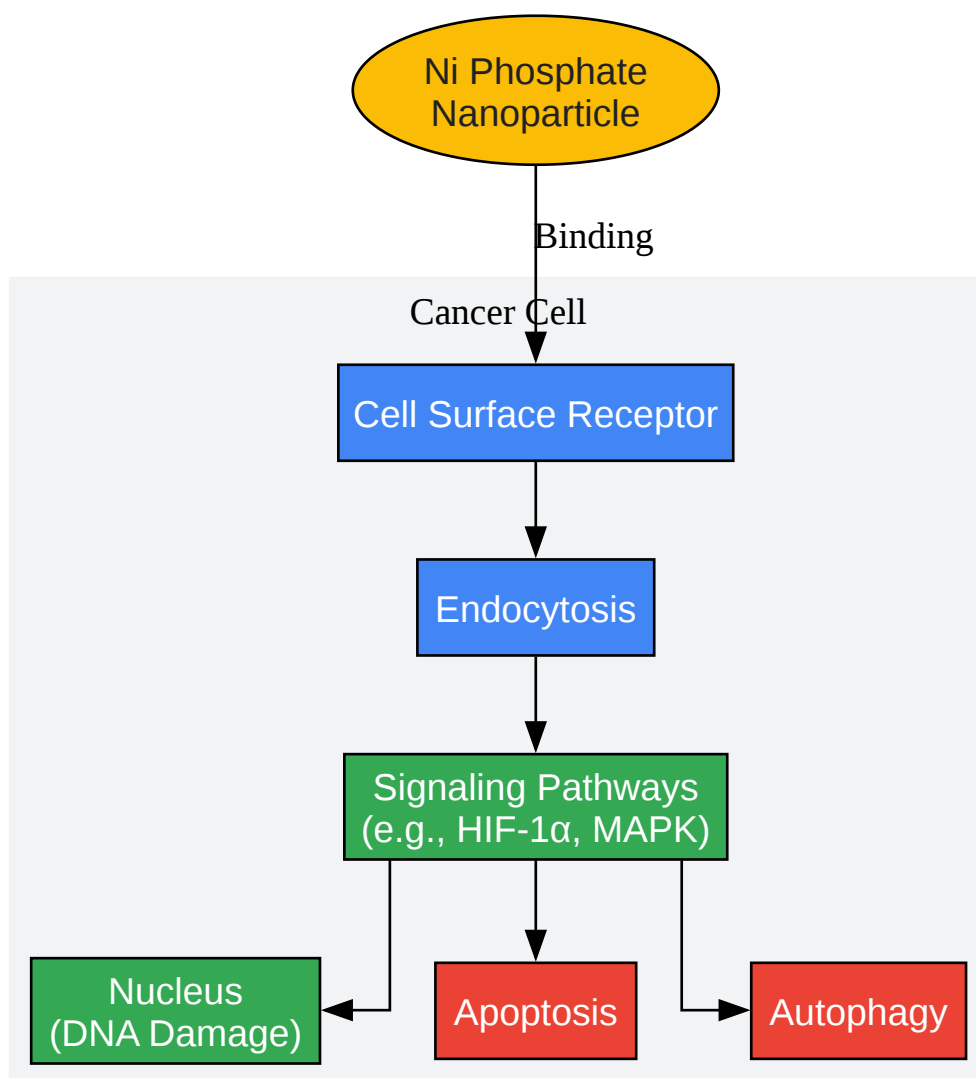 Ni Phosphate
Nanoparticle
Binding
Cancer Cell
Cell Surface Receptor
Endocytosis
Signaling Pathways
(e.g., HIF-1α, MAPK)
Nucleus
(DNA Damage)
Apoptosis
Autophagy